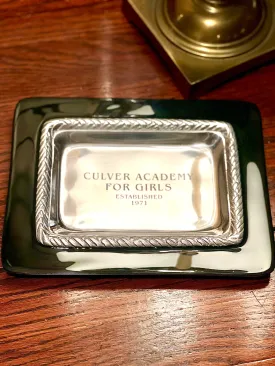 CULVER ACADEMY
FOR GIRLS
ESTABLISHED
1971